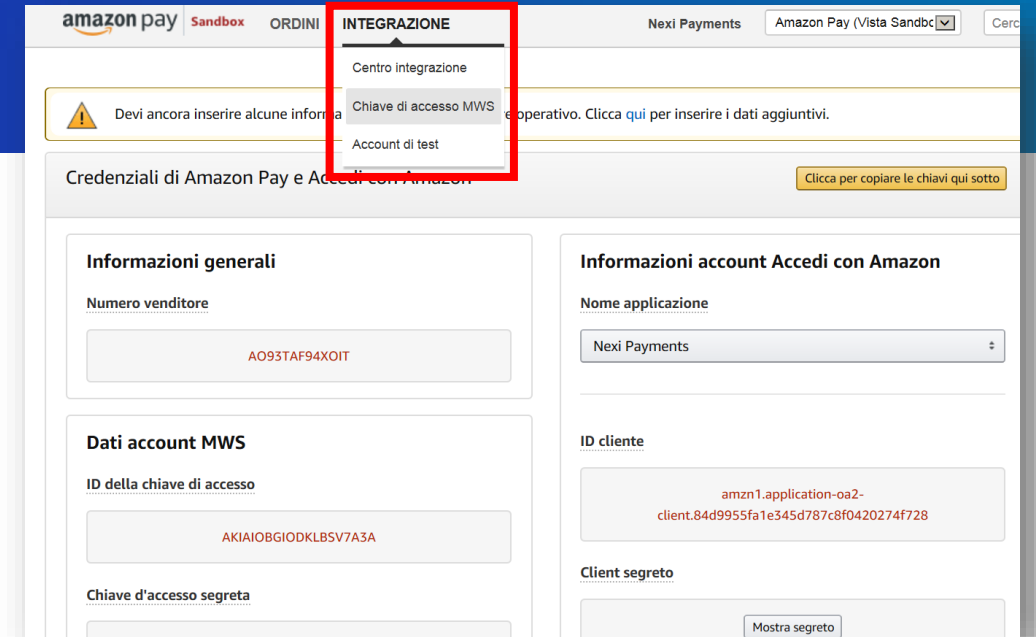 amazon pay Sandbox ORDINI INTEGRAZIONE Nexi Payments Amazon Pay (Vista Sandbo Cerc
Centro integrazione
Chiave di accesso MWS
Devi ancora inserire alcune informa operativo. Clicca qui per inserire i dati aggiuntivi.
Account di test
Credenziali di Amazon Pay e Accedi con Amazon Clicca per copiare le chiavi qui sotto
Informazioni generali
Numero venditore
AO93TAF94XOIT
Dati account MWS
ID della chiave di accesso
AKIAIOBGIODKLBSV7A3A
Chiave d'accesso segreta
Informazioni account Accedi con Amazon
Nome applicazione
Nexi Payments
ID cliente
amzn1.application-oa2-
client.84d9955fa1e345d787c8f0420274f728
Client segreto
Mostra segreto